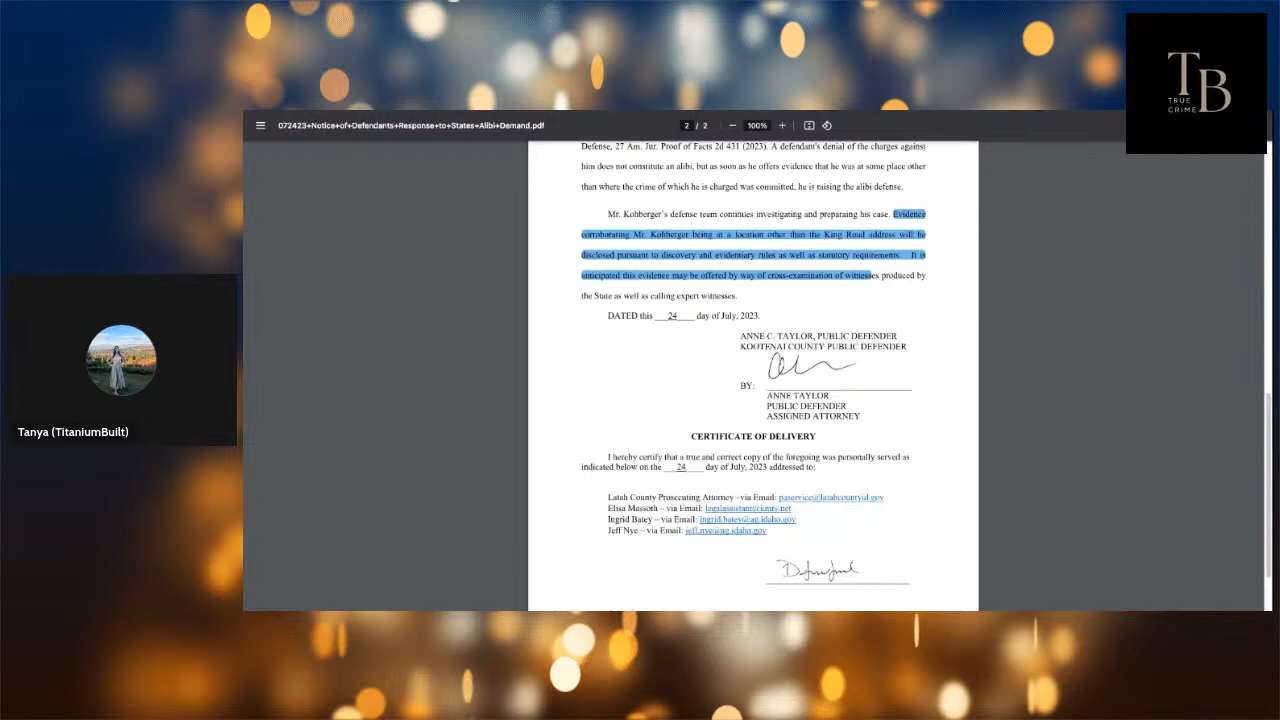 T
B
TRUE
CRIME
072423+Notice+of+Defendants+Response+to+States+Alibi+Demand.pdf
2 / 2
100%
Defense, 27 Am. Jur. Proof of Facts 2d 431 (2023). A defendant's denial of the charges against
him does not constitute an alibi, but as soon as he offers evidence that he was at some place other
than where the crime of which he is charged was committed, he is raising the alibi defense.
Mr. Kohberger's defense team continues investigating and preparing his case. Evidence
corroborating Mr. Kohberger being at a location other than the King Road address will be
disclosed pursuant to discovery and evidentiary rules as well as statutory requirements. It is
anticipated this evidence may be offered by way of cross-examination of witnesses produced by
the State as well as calling expert witnesses.
DATED this 24 day of July, 2023.
ANNE C. TAYLOR, PUBLIC DEFENDER
KOOTENAI COUNTY PUBLIC DEFENDER
BY:
ANNE TAYLOR
PUBLIC DEFENDER
ASSIGNED ATTORNEY
CERTIFICATE OF DELIVERY
I hereby certify that a true and correct copy of the foregoing was personally served as
indicated below on the 24 day of July, 2023 addressed to:
Latah County Prosecuting Attorney –via Email: paservice@latahcountyid.gov
Elisa Massoth – via Email: legalassistant@kmrs.net
Ingrid Batey – via Email: ingrid.batey@ag.idaho.gov
Jeff Nye – via Email: jeff.nye@ag.idaho.gov
Tanya (TitaniumBuilt)